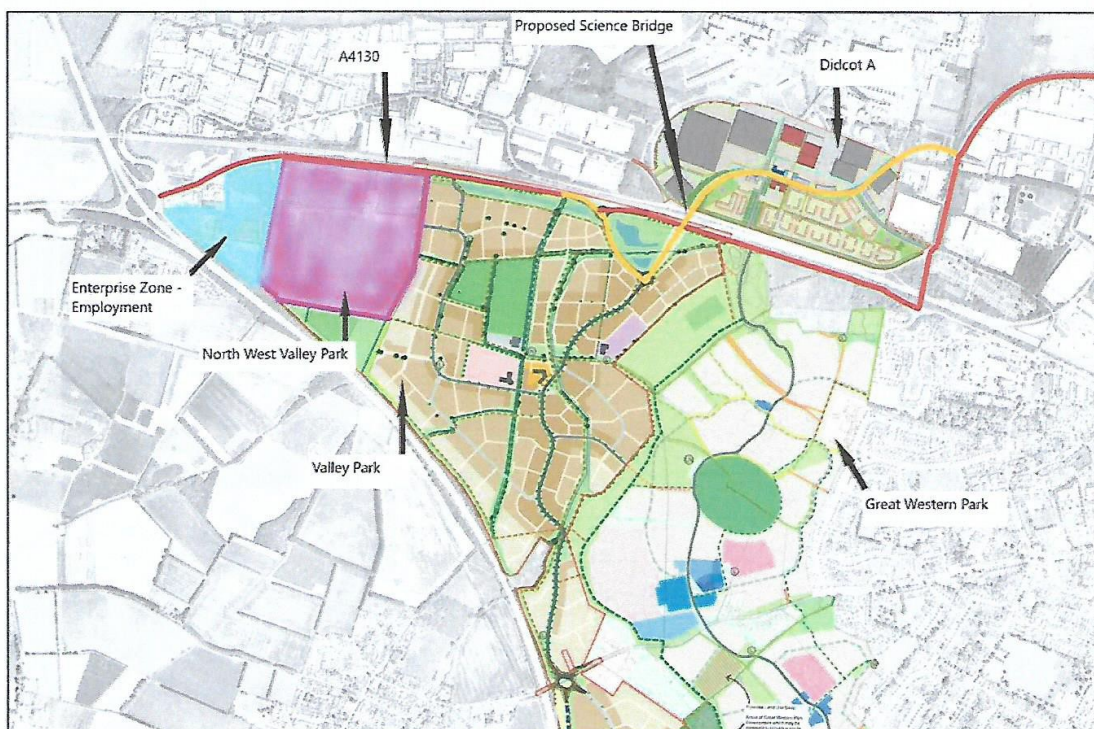 Proposed Science Bridge
A4130
Didcot A
Enterprise Zone -
Employment
North West Valley Park
Valley Park
Great Western Park